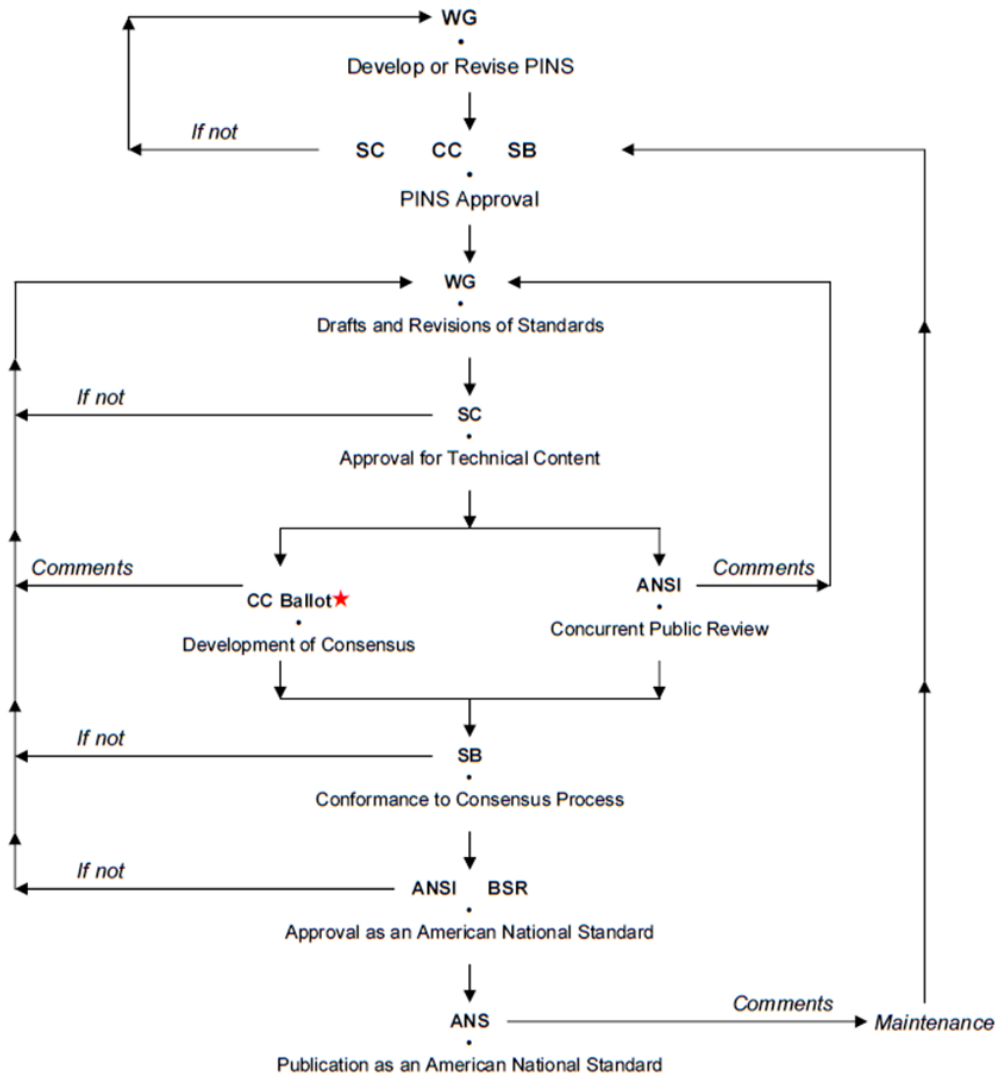 WG
•
Develop or Revise PINS
If not
SC CC SB
•
PINS Approval
WG
•
Drafts and Revisions of Standards
If not
SC
•
Approval for Technical Content
Comments
CC Ballot★
•
Development of Consensus
ANSI
Comments
•
Concurrent Public Review
If not
SB
•
Conformance to Consensus Process
If not
ANSI BSR
•
Approval as an American National Standard
ANS
Comments
Maintenance
•
Publication as an American National Standard